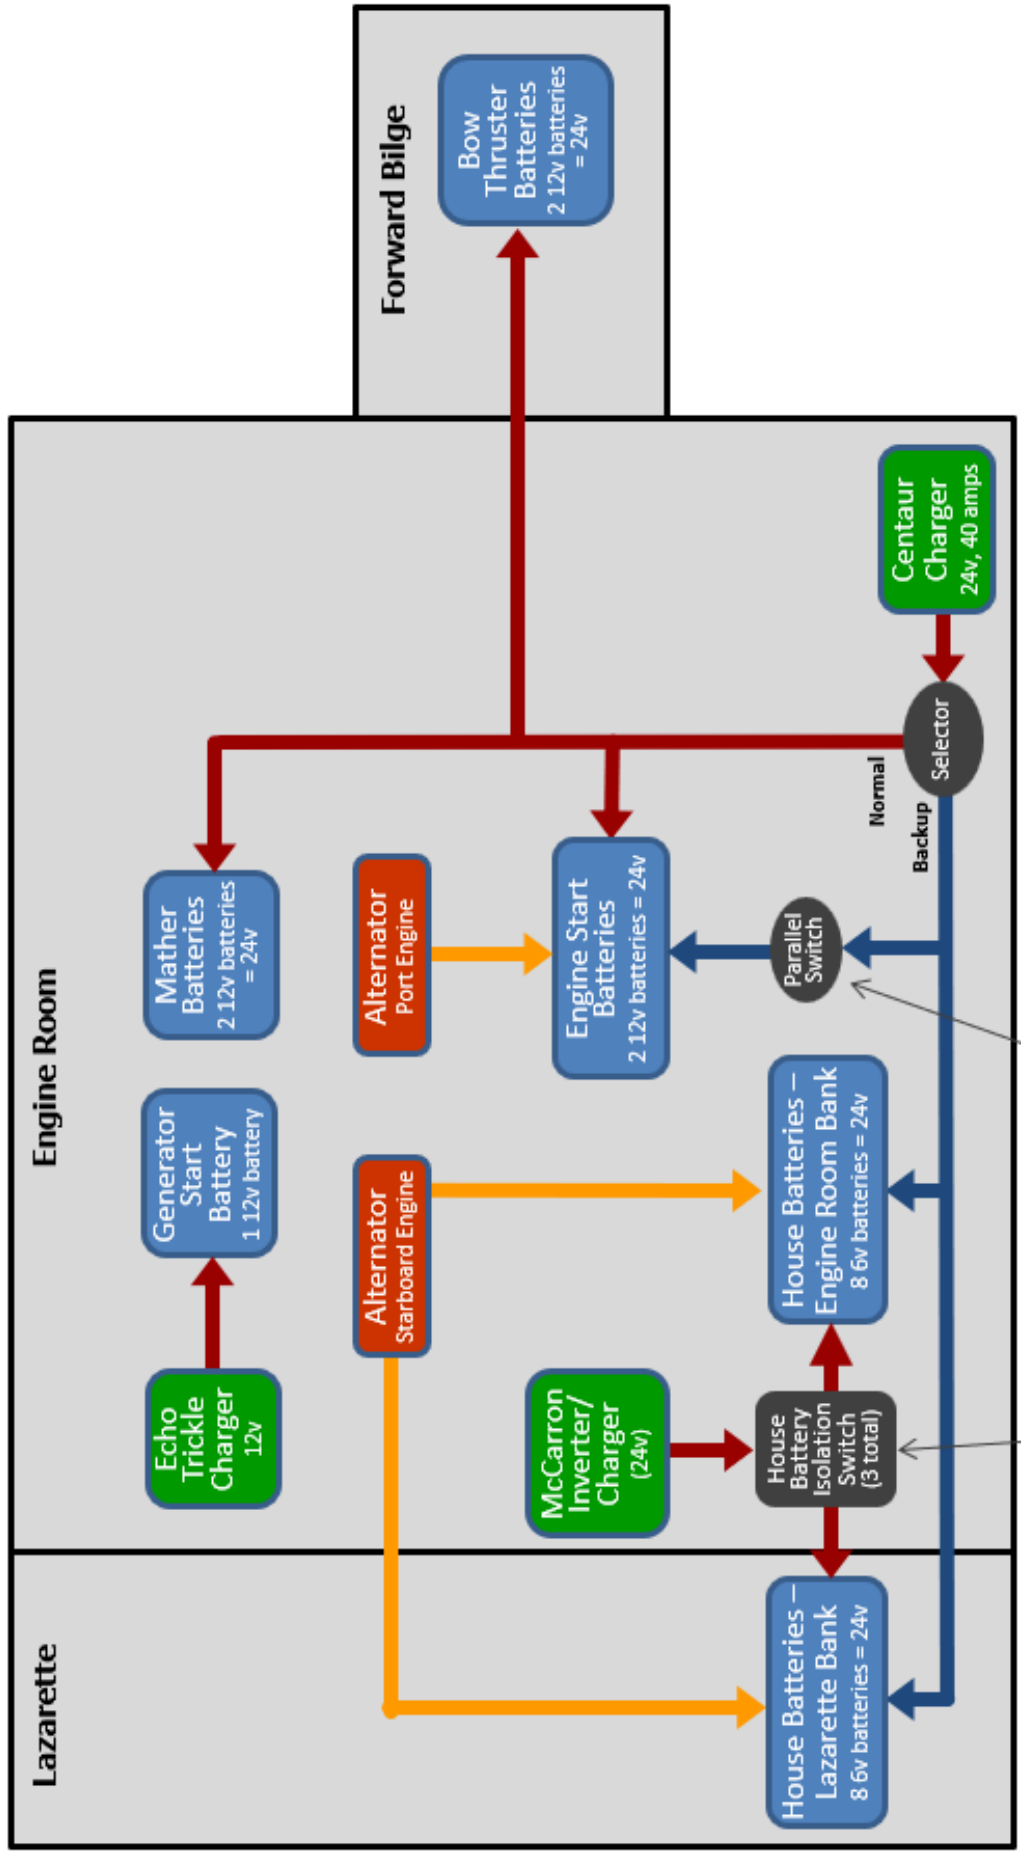 Lazarette
Engine Room
Forward Bilge
Echo
Trickle
Charger
12v
Generator
Start
Battery
1 12v battery
Mather
Batteries
2 12v batteries
= 24v
Bow
Thruster
Batteries
2 12v batteries
= 24v
Alternator
Starboard Engine
Alternator
Port Engine
McCarron
Inverter/
Charger
(24v)
Engine Start
Batteries
2 12v batteries = 24v
House Batteries –
Lazarette Bank
8 6v batteries = 24v
House
Battery
Isolation
Switch
(3 total)
House Batteries –
Engine Room Bank
8 6v batteries = 24v
Parallel
Switch
Normal
Backup
Selector
Centaur
Charger
24v, 40 amps